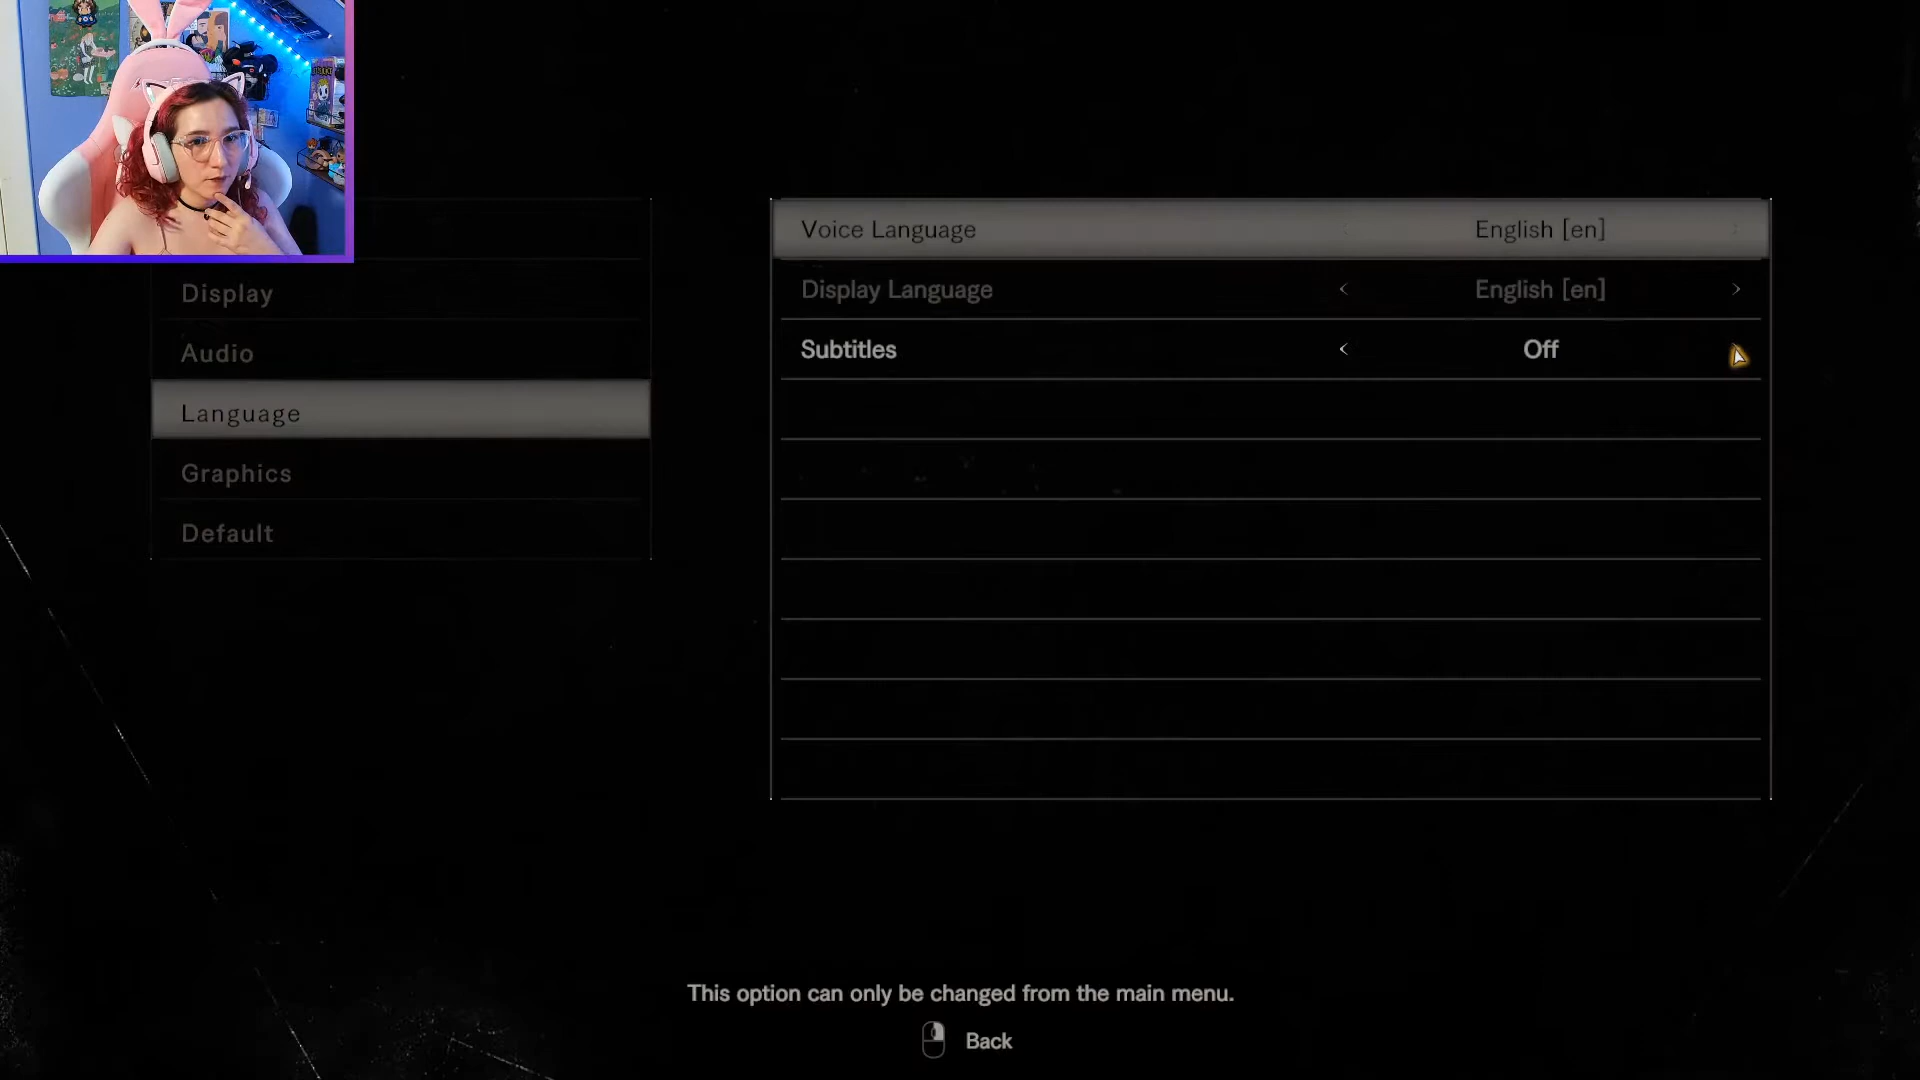 Display
Audio
Language
Graphics
Default
Voice Language English [en]
Display Language < English [en] >
Subtitles < Off
This option can only be changed from the main menu.
Back